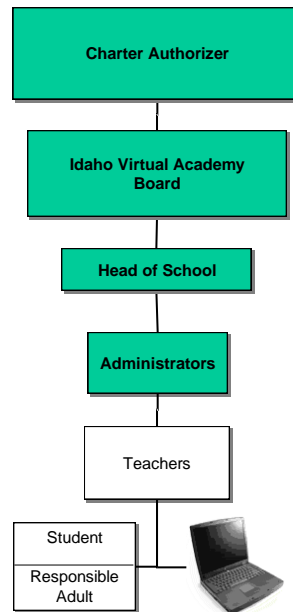 Charter Authorizer
Idaho Virtual Academy
Board
Head of School
Administrators
Teachers
Student
Responsible
Adult